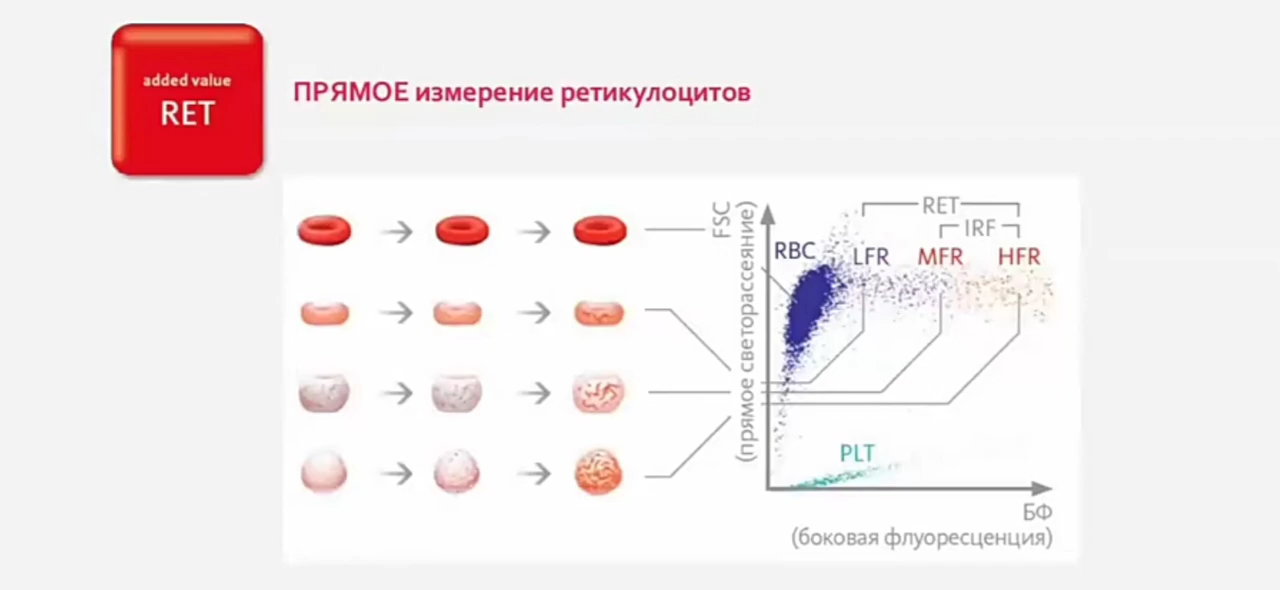 added value
RET
ПРЯМОЕ измерение ретикулоцитов
FSC
(прямое светорассеяние)
RET
IRF
RBC
LFR
MFR
HFR
PLT
БФ
(боковая флуоресценция)